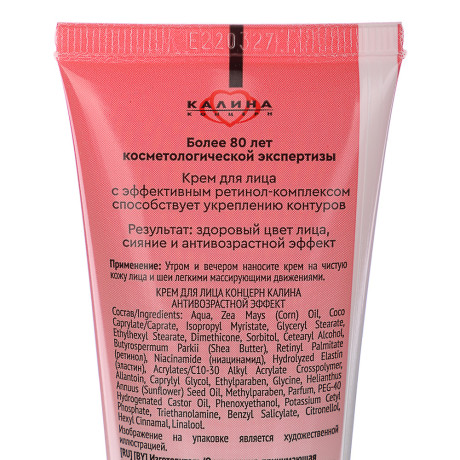 E220327
КАЛИНА
КОНЦЕРН
Более 80 лет
косметологической экспертизы
Крем для лица
с эффективным ретинол-комплексом
способствует укреплению контуров
Результат: здоровый цвет лица,
сияние и антивозрастной эффект
Применение: Утром и вечером наносите крем на чистую
кожу лица и шеи легкими массирующими движениями.
КРЕМ ДЛЯ ЛИЦА КОНЦЕРН КАЛИНА
АНТИВОЗРАСТНОЙ ЭФФЕКТ
Состав/Ingredients: Aqua, Zea Mays (Corn) Oil, Coco
Caprylate/Caprate, Isopropyl Myristate, Glyceryl Stearate,
Ethylhexyl Stearate, Dimethicone, Sorbitol, Cetearyl Alcohol,
Butyrospermum Parkii (Shea Butter), Retinyl Palmitate
(ретинол), Niacinamide (ниацинамид), Hydrolyzed Elastin
(эластин), Acrylates/C10-30 Alkyl Acrylate Crosspolymer,
Allantoin, Caprylyl Glycol, Ethylparaben, Glycine, Helianthus
Annuus (Sunflower) Seed Oil, Methylparaben, Parfum, PEG-40
Hydrogenated Castor Oil, Phenoxyethanol, Potassium Cetyl
Phosphate, Triethanolamine, Benzyl Salicylate, Citronellol,
Hexyl Cinnamal, Linalool.
Изображение на упаковке является художественной
иллюстрацией.
[RU] [BY]